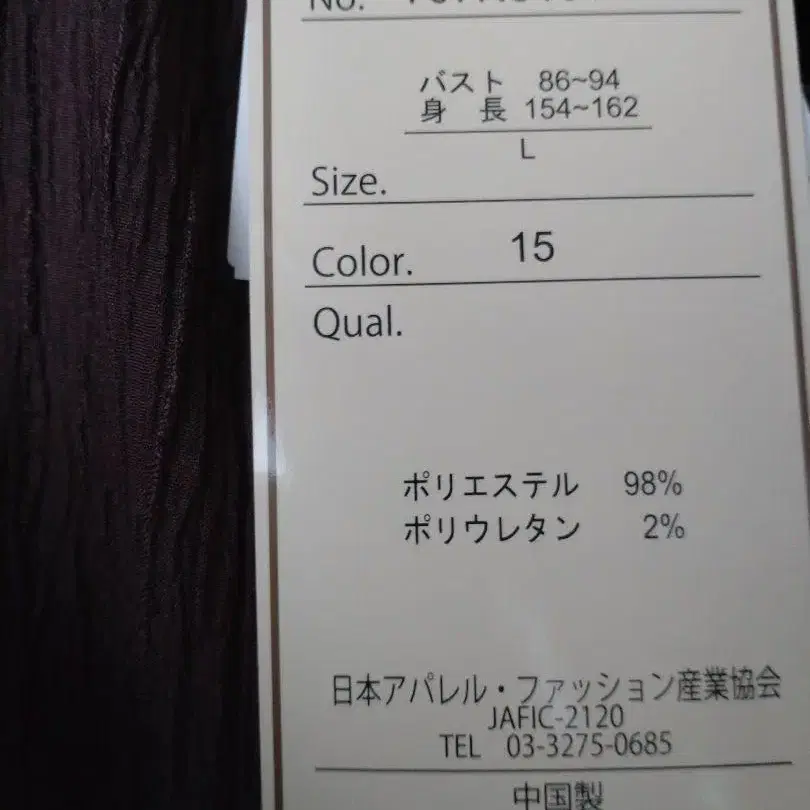 No.
バスト 86~94
身 長 154~162
L
Size.
Color. 15
Qual.
ポリエステル 98%
ポリウレタン 2%
日本アパレル・ファッション産業協会
JAFIC-2120
TEL 03-3275-0685
中国製